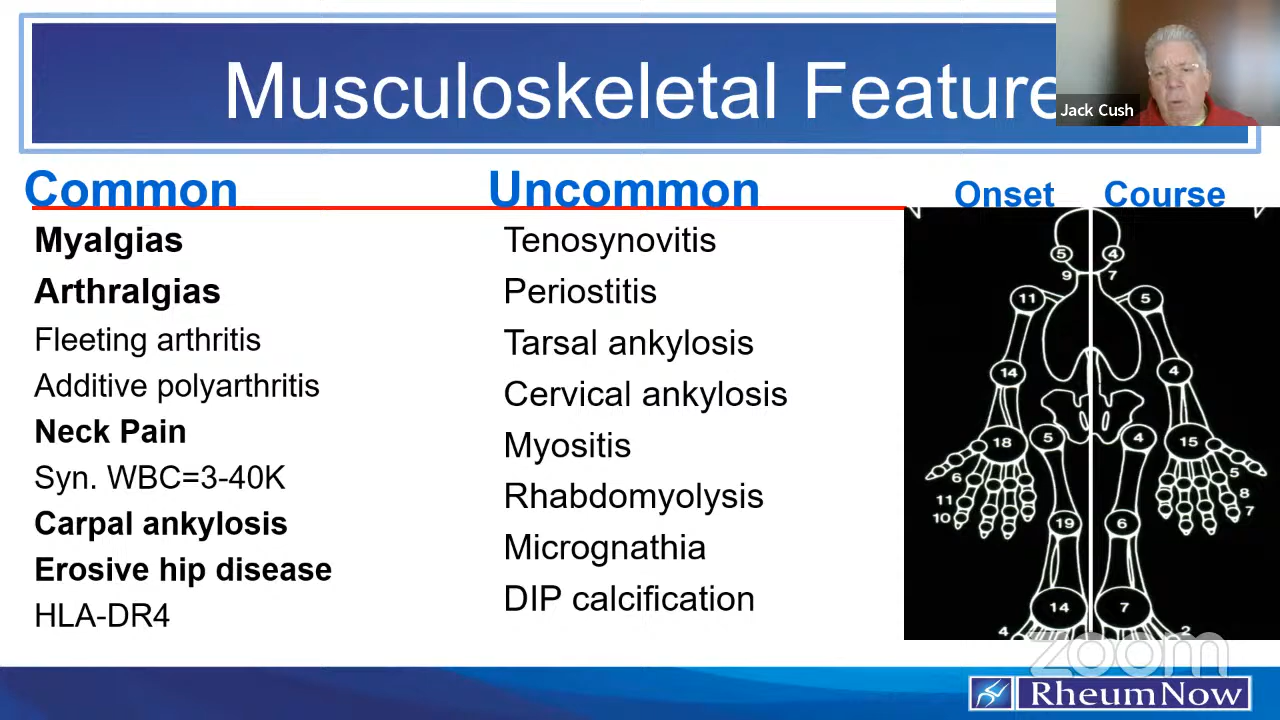 Musculoskeletal Feature
Jack Cush
Common
Uncommon
Onset
Course
Myalgias
Arthralgias
Fleeting arthritis
Additive polyarthritis
Neck Pain
Syn. WBC=3-40K
Carpal ankylosis
Erosive hip disease
HLA-DR4
Tenosynovitis
Periostitis
Tarsal ankylosis
Cervical ankylosis
Myositis
Rhabdomyolysis
Micrognathia
DIP calcification
5 4
9 7
11 5
14 4
18 5 4 15
6 5
11 8
10 7
19 6
14 7
4 2
zoom
RheumNow